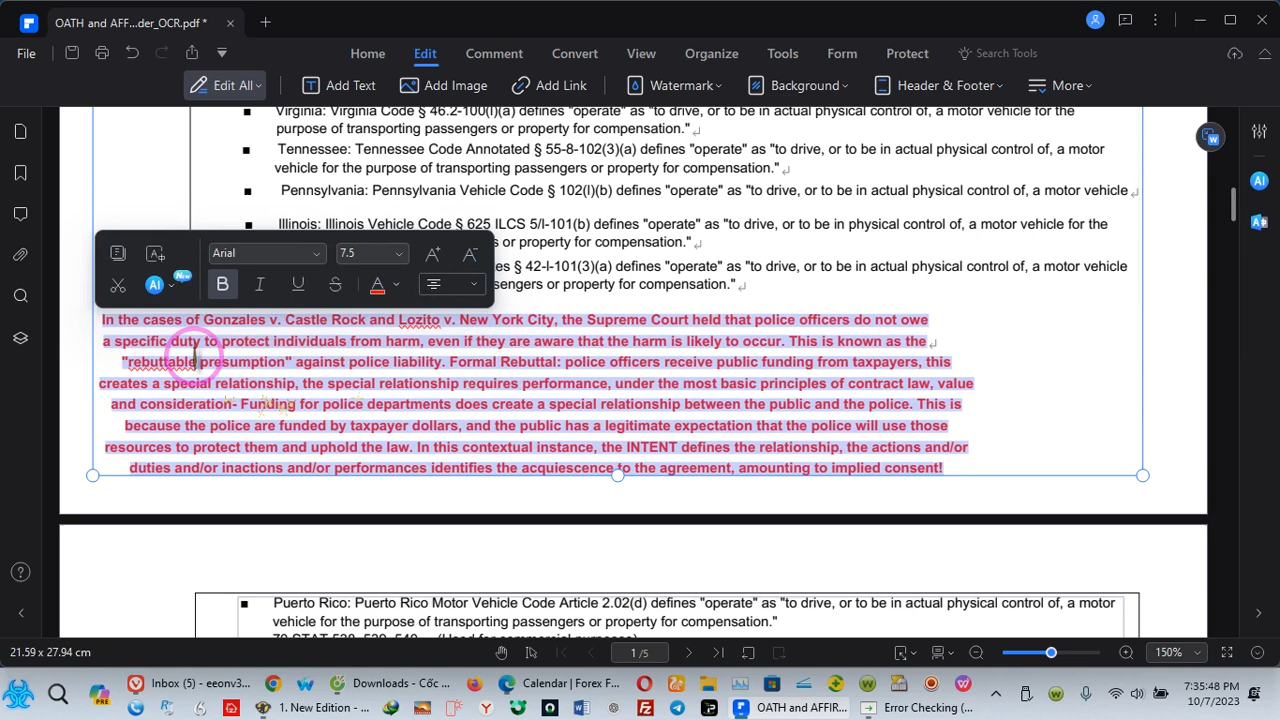 OATH and AFF...der_OCR.pdf *
File
Home
Edit
Comment
Convert
View
Organize
Tools
Form
Protect
Search Tools
Edit All
Add Text
Add Image
Add Link
Watermark
Background
Header & Footer
More
Virginia: Virginia Code § 46.2-100(l)(a) defines "operate" as "to drive, or to be in actual physical control of, a motor vehicle for the
purpose of transporting passengers or property for compensation."
Tennessee: Tennessee Code Annotated § 55-8-102(3)(a) defines "operate" as "to drive, or to be in actual physical control of, a motor
vehicle for the purpose of transporting passengers or property for compensation."
Pennsylvania: Pennsylvania Vehicle Code § 102(l)(b) defines "operate" as "to drive, or to be in actual physical control of, a motor vehicle
Illinois: Illinois Vehicle Code § 625 ILCS 5/l-101(b) defines "operate" as "to drive, or to be in physical control of, a motor vehicle for the
s or property for compensation."
es § 42-l-101(3)(a) defines "operate" as "to drive, or to be in actual physical control of, a motor vehicle
ssengers or property for compensation."
Arial
7.5
AI New
B I U S A
In the cases of Gonzales v. Castle Rock and Lozito v. New York City, the Supreme Court held that police officers do not owe
a specific duty to protect individuals from harm, even if they are aware that the harm is likely to occur. This is known as the
"rebuttable presumption" against police liability. Formal Rebuttal: police officers receive public funding from taxpayers, this
creates a special relationship, the special relationship requires performance, under the most basic principles of contract law, value
and consideration- Funding for police departments does create a special relationship between the public and the police. This is
because the police are funded by taxpayer dollars, and the public has a legitimate expectation that the police will use those
resources to protect them and uphold the law. In this contextual instance, the INTENT defines the relationship, the actions and/or
duties and/or inactions and/or performances identifies the acquiescence to the agreement, amounting to implied consent!
Puerto Rico: Puerto Rico Motor Vehicle Code Article 2.02(d) defines "operate" as "to drive, or to be in actual physical control of, a motor
vehicle for the purpose of transporting passengers or property for compensation."
21.59 x 27.94 cm
1 /5
150%
Inbox (5) - eeonv3...
Downloads - Cốc ...
Calendar | Forex F...
7:35:48 PM
1. New Edition - ...
OATH and AFFIR...
Error Checking (...
10/7/2023